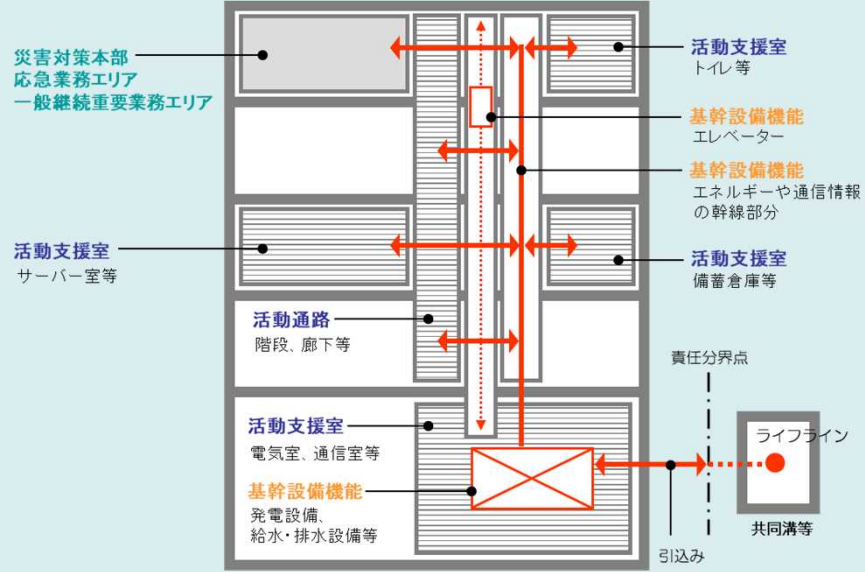 災害対策本部
応急業務エリア
一般継続重要業務エリア
活動支援室
トイレ等
基幹設備機能
エレベーター
基幹設備機能
エネルギーや通信情報
の幹線部分
活動支援室
サーバー室等
活動支援室
備蓄倉庫等
活動通路
階段、廊下等
責任分界点
活動支援室
電気室、通信室等
ライフライン
基幹設備機能
発電設備、
給水・排水設備等
共同溝等
引込み